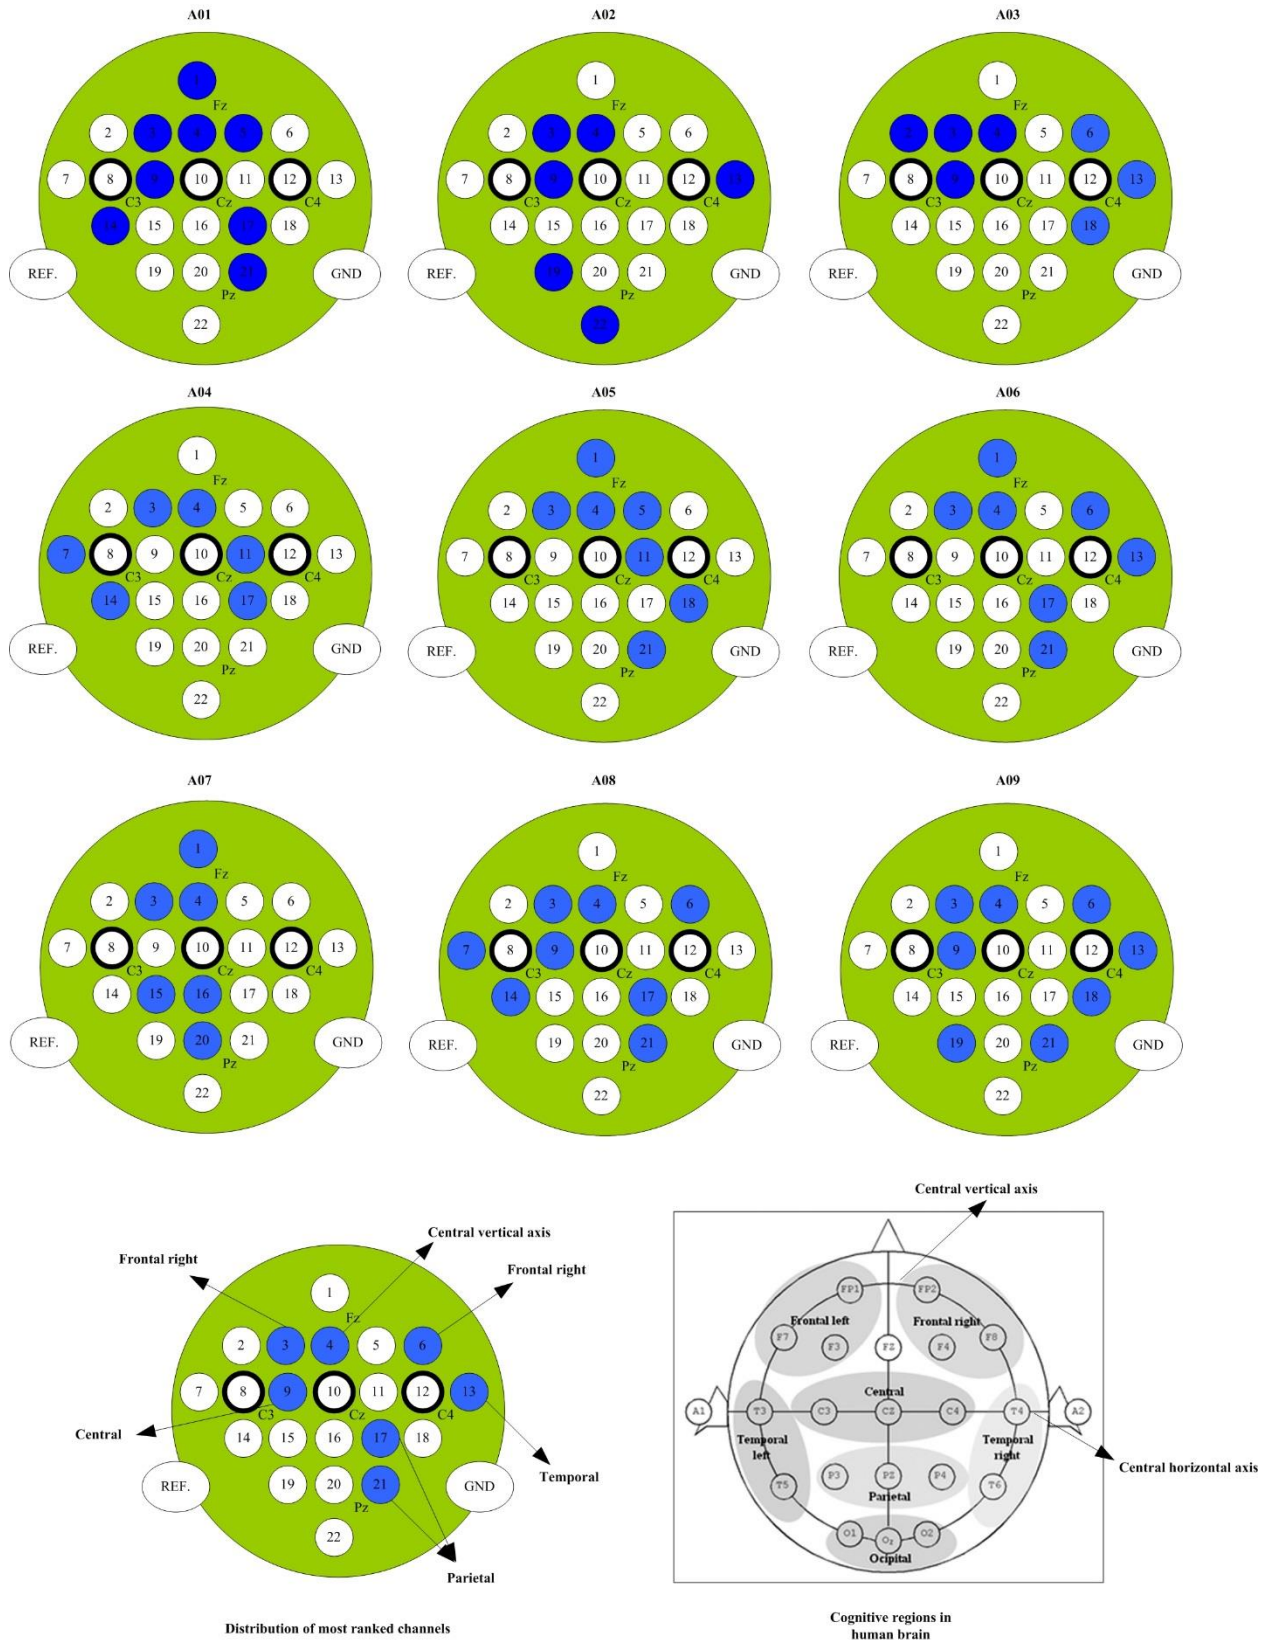 A01 A02 A03
1 1 1
Fz Fz Fz
2 3 4 5 6 2 3 4 5 6 2 3 4 5 6
7 8 9 10 11 12 13 7 8 9 10 11 12 13 7 8 9 10 11 12 13
C3 Cz C4 C3 Cz C4 C3 Cz C4
14 15 16 17 18 14 15 16 17 18 14 15 16 17 18
REF. 19 20 21 GND REF. 19 20 21 GND REF. 19 20 21 GND
Pz Pz Pz
22 22 22
A04 A05 A06
1 1 1
Fz Fz Fz
2 3 4 5 6 2 3 4 5 6 2 3 4 5 6
7 8 9 10 11 12 13 7 8 9 10 11 12 13 7 8 9 10 11 12 13
C3 Cz C4 C3 Cz C4 C3 Cz C4
14 15 16 17 18 14 15 16 17 18 14 15 16 17 18
REF. 19 20 21 GND REF. 19 20 21 GND REF. 19 20 21 GND
Pz Pz Pz
22 22 22
A07 A08 A09
1 1 1
Fz Fz Fz
2 3 4 5 6 2 3 4 5 6 2 3 4 5 6
7 8 9 10 11 12 13 7 8 9 10 11 12 13 7 8 9 10 11 12 13
C3 Cz C4 C3 Cz C4 C3 Cz C4
14 15 16 17 18 14 15 16 17 18 14 15 16 17 18
REF. 19 20 21 GND REF. 19 20 21 GND REF. 19 20 21 GND
Pz Pz Pz
22 22 22
Central vertical axis
Frontal right
Frontal right
1
Fz
2 3 4 5 6
7 8 9 10 11 12 13
C3 Cz C4
Central
14 15 16 17 18
Temporal
REF. 19 20 21 GND
Pz
22
Parietal
Distribution of most ranked channels
Central vertical axis
FP1 FP2
Frontal left Frontal right
F7 F3 FZ F4 F8
Central
A1 T3 C3 CZ C4 T4 A2
Temporal left
Temporal right
Central horizontal axis
T5 P3 PZ P4 T6
Parietal
O1 Oz O2
Ocipital
Cognitive regions in
human brain